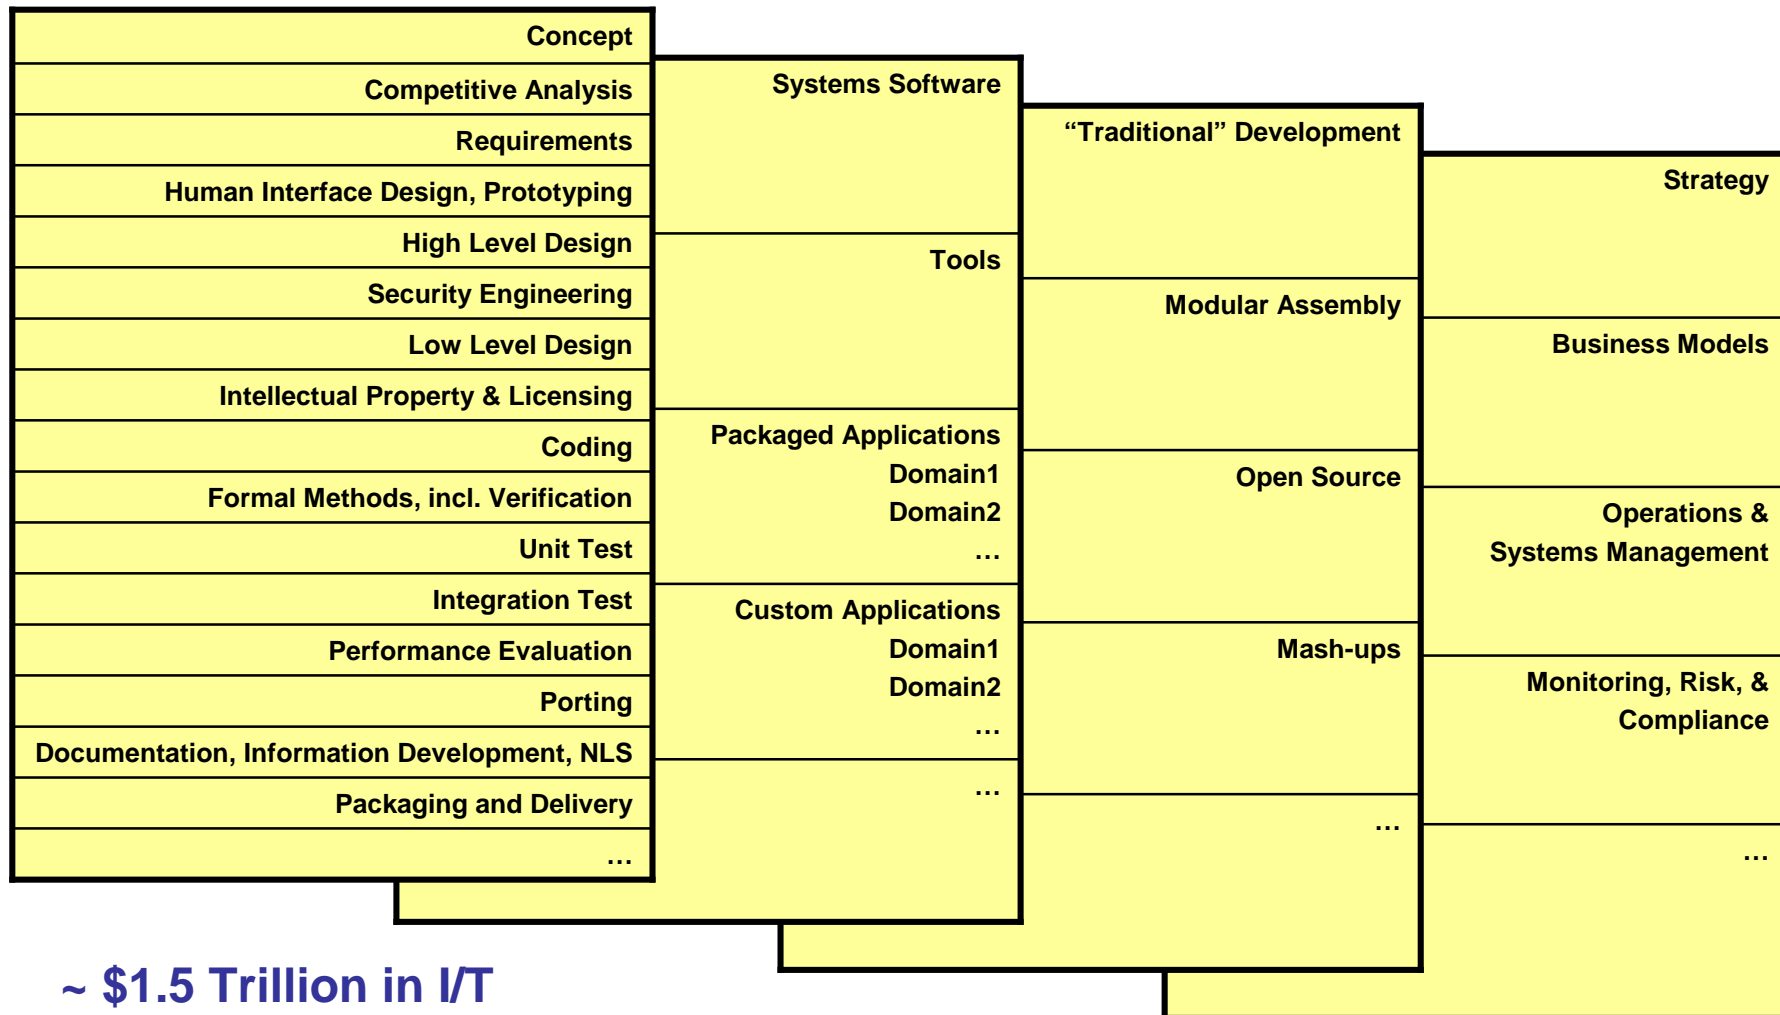 Concept
Competitive Analysis
Requirements
Human Interface Design, Prototyping
High Level Design
Security Engineering
Low Level Design
Intellectual Property & Licensing
Coding
Formal Methods, incl. Verification
Unit Test
Integration Test
Performance Evaluation
Porting
Documentation, Information Development, NLS
Packaging and Delivery
…
Systems Software
Tools
Packaged Applications
Domain1
Domain2
…
Custom Applications
Domain1
Domain2
…
…
“Traditional” Development
Modular Assembly
Open Source
Mash-ups
…
Strategy
Business Models
Operations &
Systems Management
Monitoring, Risk, &
Compliance
…
~ $1.5 Trillion in I/T